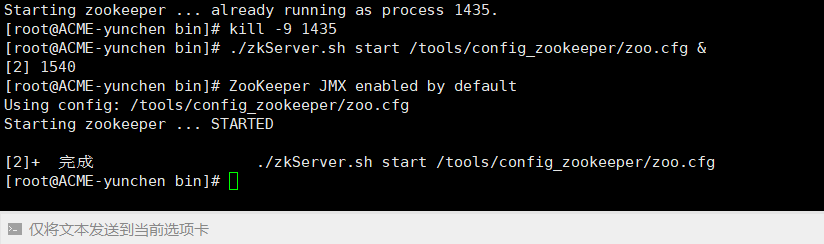 Starting zookeeper ... already running as process 1435.
[root@ACME-yunchen bin]# kill -9 1435
[root@ACME-yunchen bin]# ./zkServer.sh start /tools/config_zookeeper/zoo.cfg &
[2] 1540
[root@ACME-yunchen bin]# ZooKeeper JMX enabled by default
Using config: /tools/config_zookeeper/zoo.cfg
Starting zookeeper ... STARTED
[2]+  完成                  ./zkServer.sh start /tools/config_zookeeper/zoo.cfg
[root@ACME-yunchen bin]#
仅将文本发送到当前选项卡